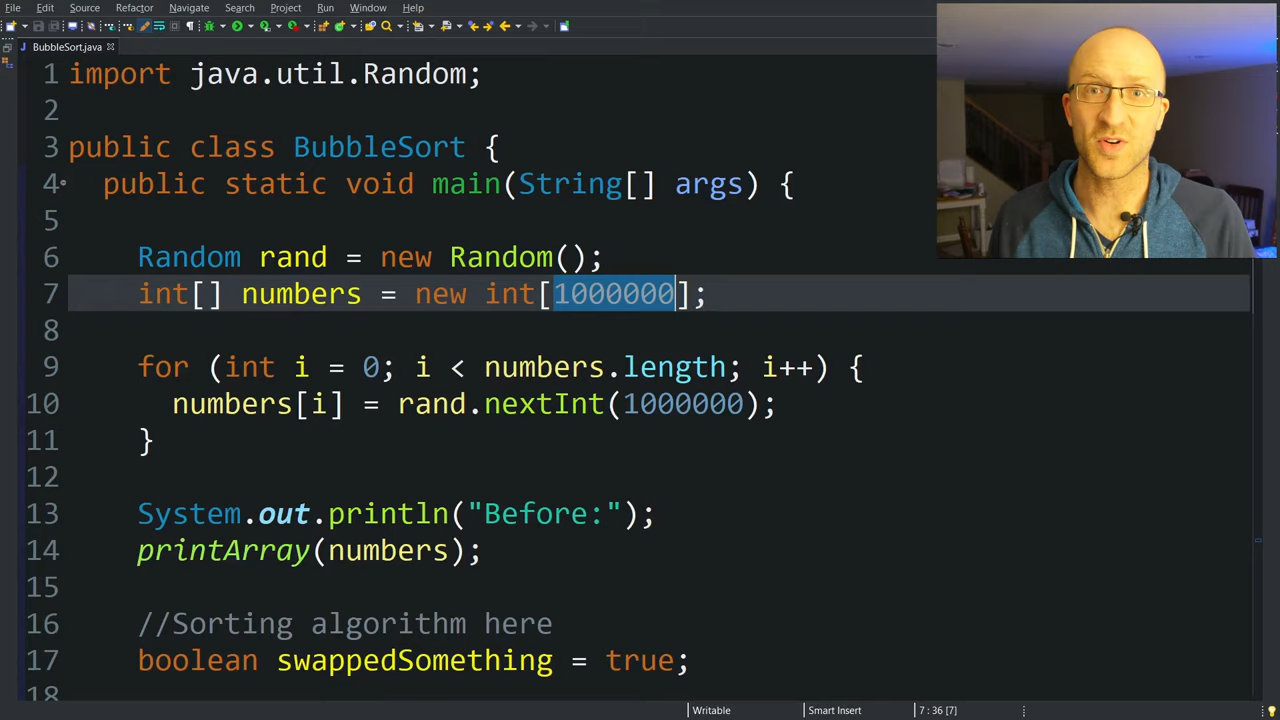 File Edit Source Refactor Navigate Search Project Run Window Help
BubbleSort.java
1 import java.util.Random;
2
3 public class BubbleSort {
4 public static void main(String[] args) {
5
6 Random rand = new Random();
7 int[] numbers = new int[1000000];
8
9 for (int i = 0; i < numbers.length; i++) {
10 numbers[i] = rand.nextInt(1000000);
11 }
12
13 System.out.println("Before:");
14 printArray(numbers);
15
16 //Sorting algorithm here
17 boolean swappedSomething = true;
18
Writable Smart Insert 7 : 36 [7]